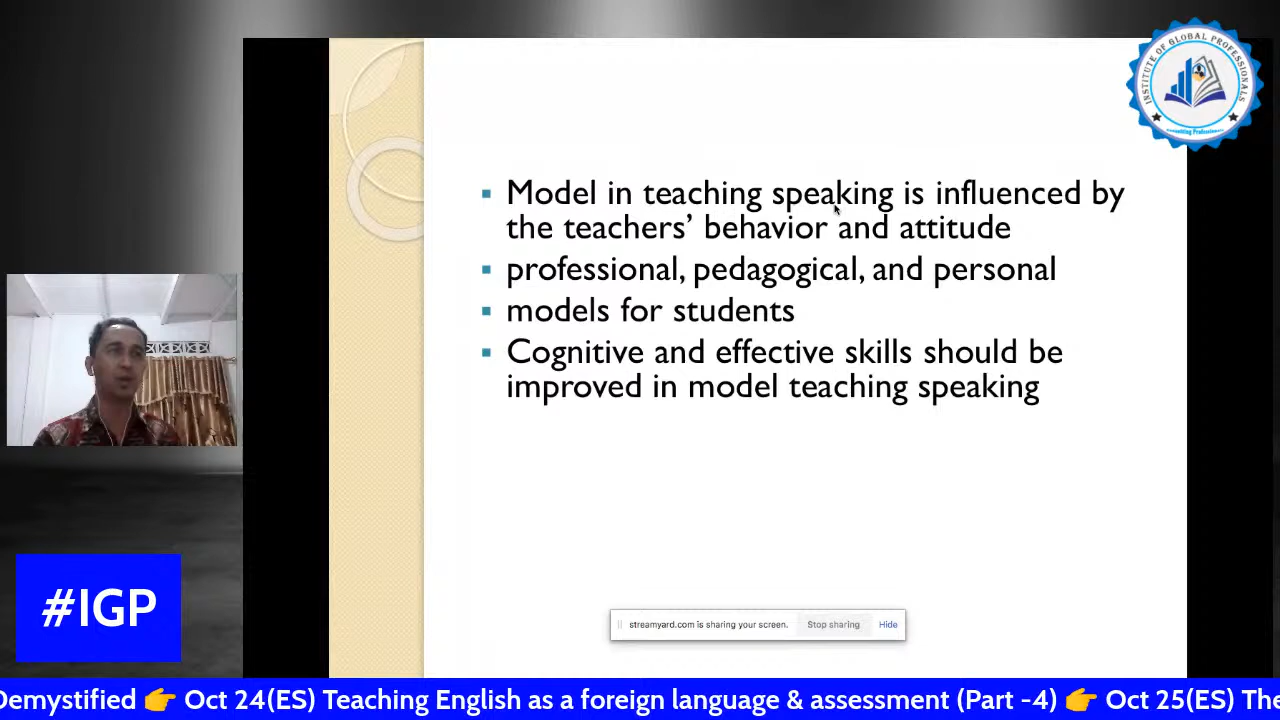 INSTITUTE OF GLOBAL PROFESSIONALS
Accounting Professionals
Model in teaching speaking is influenced by
the teachers’ behavior and attitude
professional, pedagogical, and personal
models for students
Cognitive and effective skills should be
improved in model teaching speaking
#IGP
streamyard.com is sharing your screen. Stop sharing Hide
Demystified 👉 Oct 24(ES) Teaching English as a foreign language & assessment (Part -4) 👉 Oct 25(ES) The